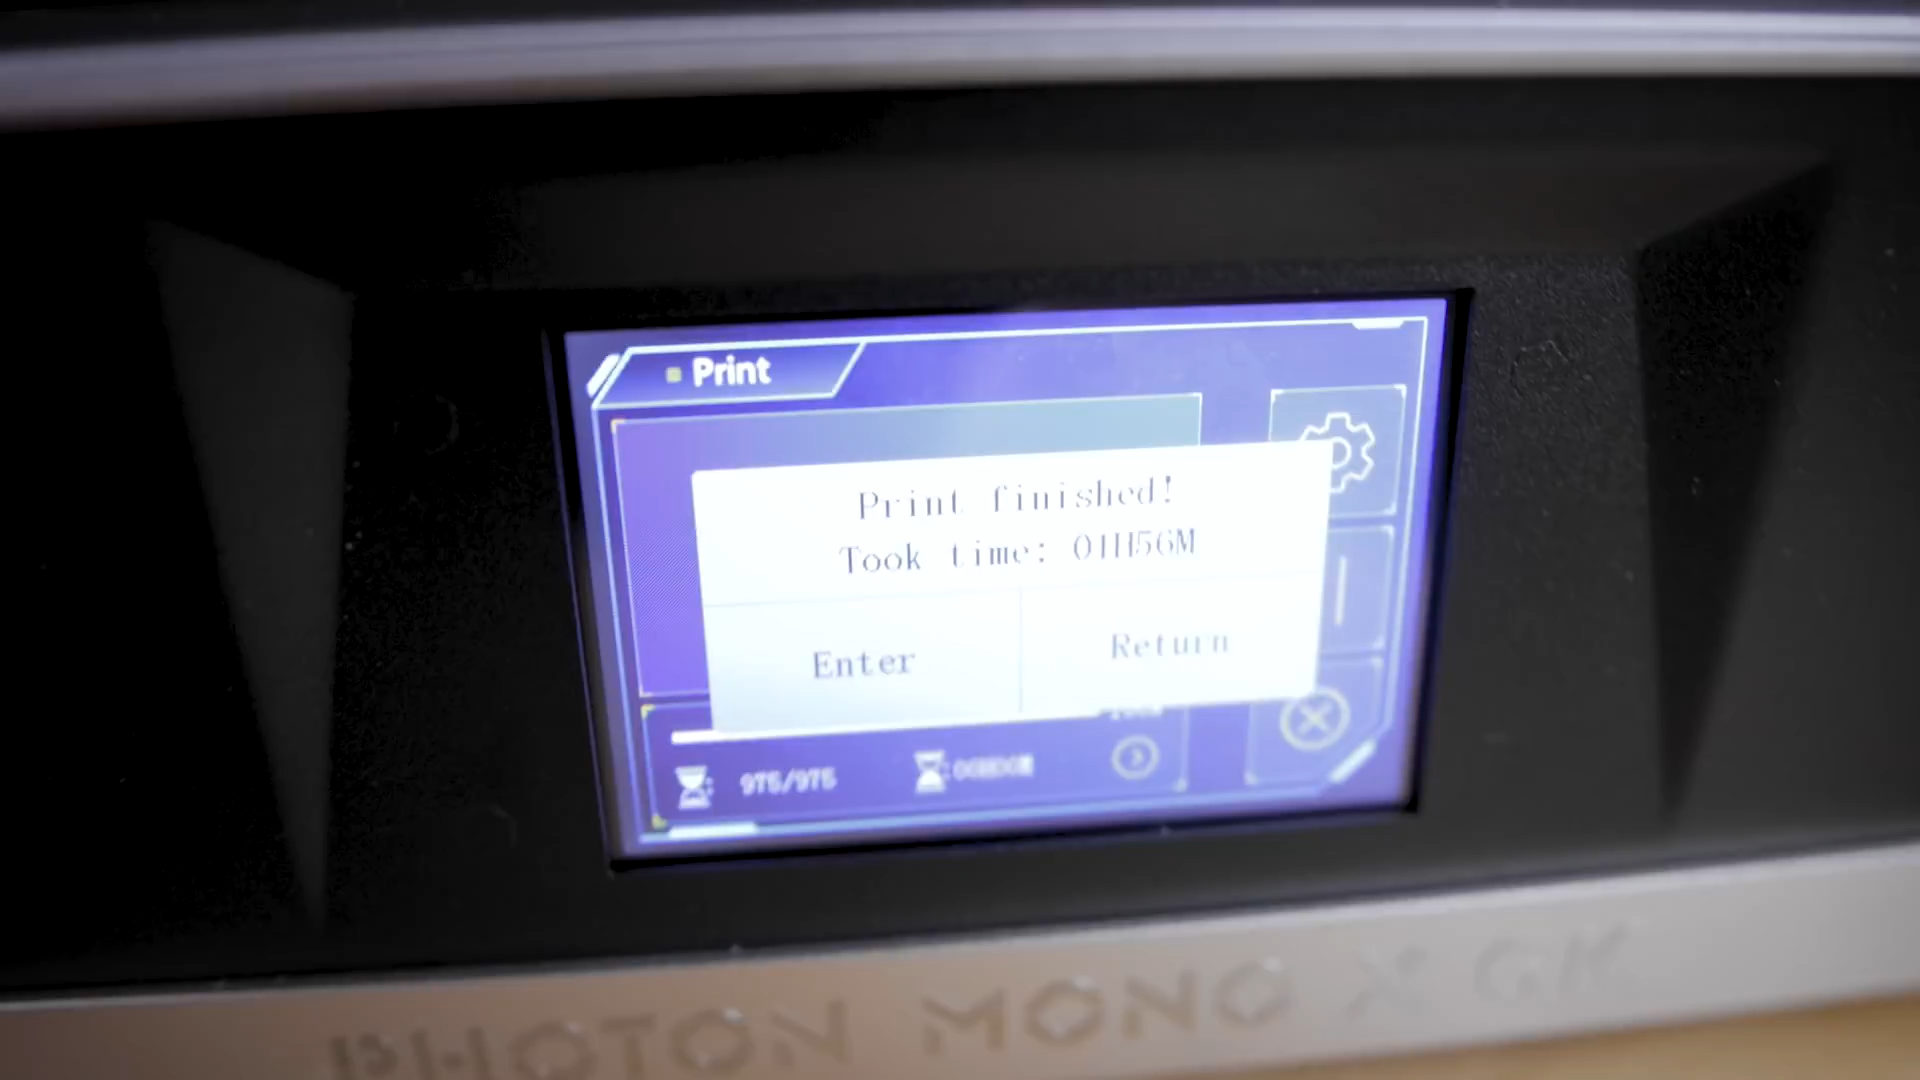 Print
Print finished!
Took time: 01H56M
Enter
Return
975/975
PHOTON MONO X 6K